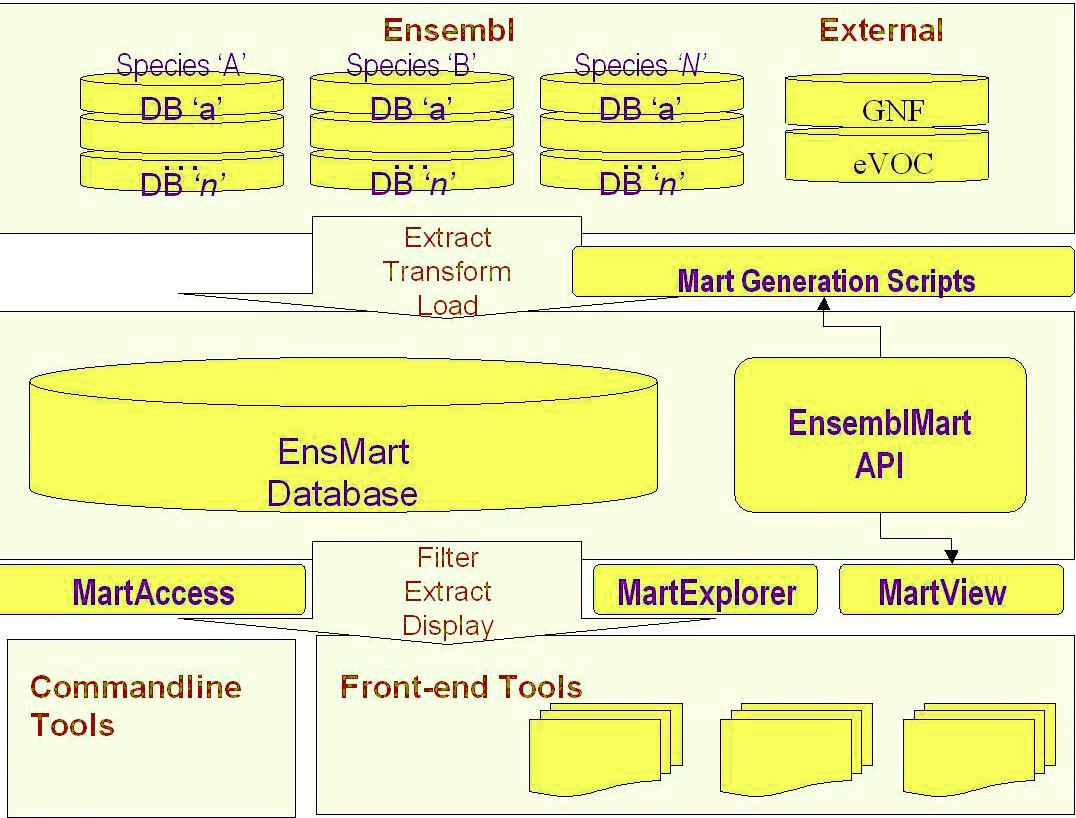 Ensembl
External
Species ‘A’
Species ‘B’
Species ‘N’
DB ‘a’
DB ‘a’
DB ‘a’
GNF
...
...
...
eVOC
DB ‘n’
DB ‘n’
DB ‘n’
Extract
Transform
Load
Mart Generation Scripts
EnsMart
Database
EnsemblMart
API
Filter
Extract
Display
MartAccess
MartExplorer
MartView
Commandline
Tools
Front-end Tools